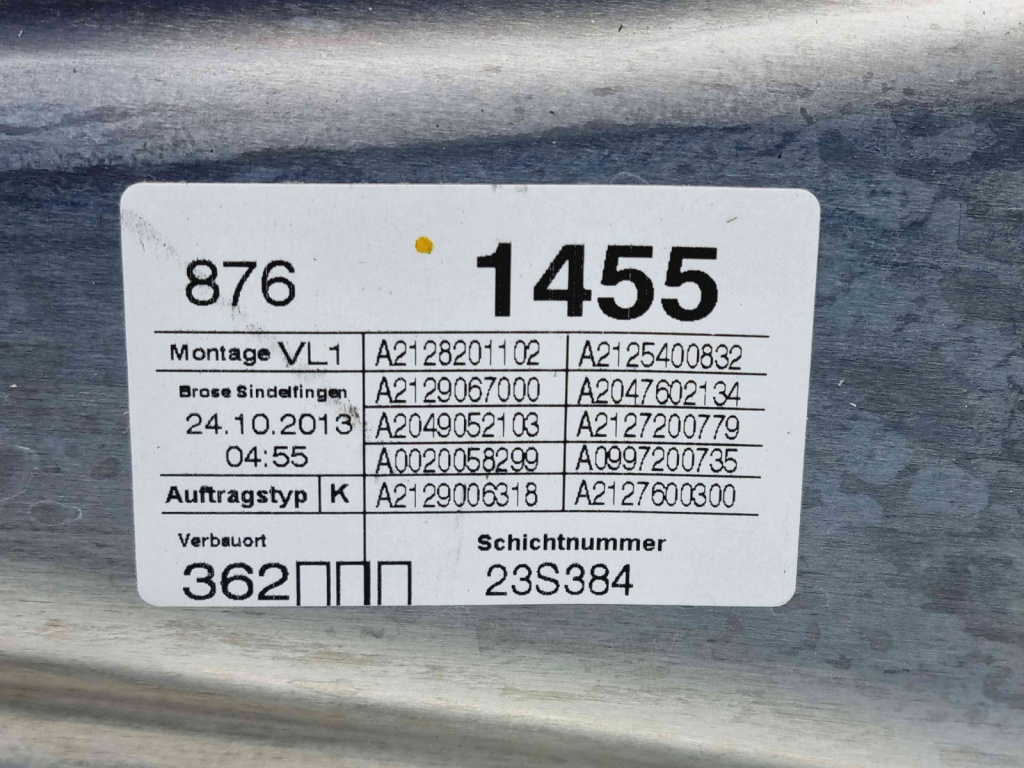 876 1455
Montage VL1 A2128201102 A2125400832
Brose Sindelfingen A2129067000 A2047602134
24.10.2013 A2049052103 A2127200779
04:55 A0020058299 A0997200735
Auftragstyp K A2129006318 A2127600300
Verbauort Schichtnummer
362 23S384